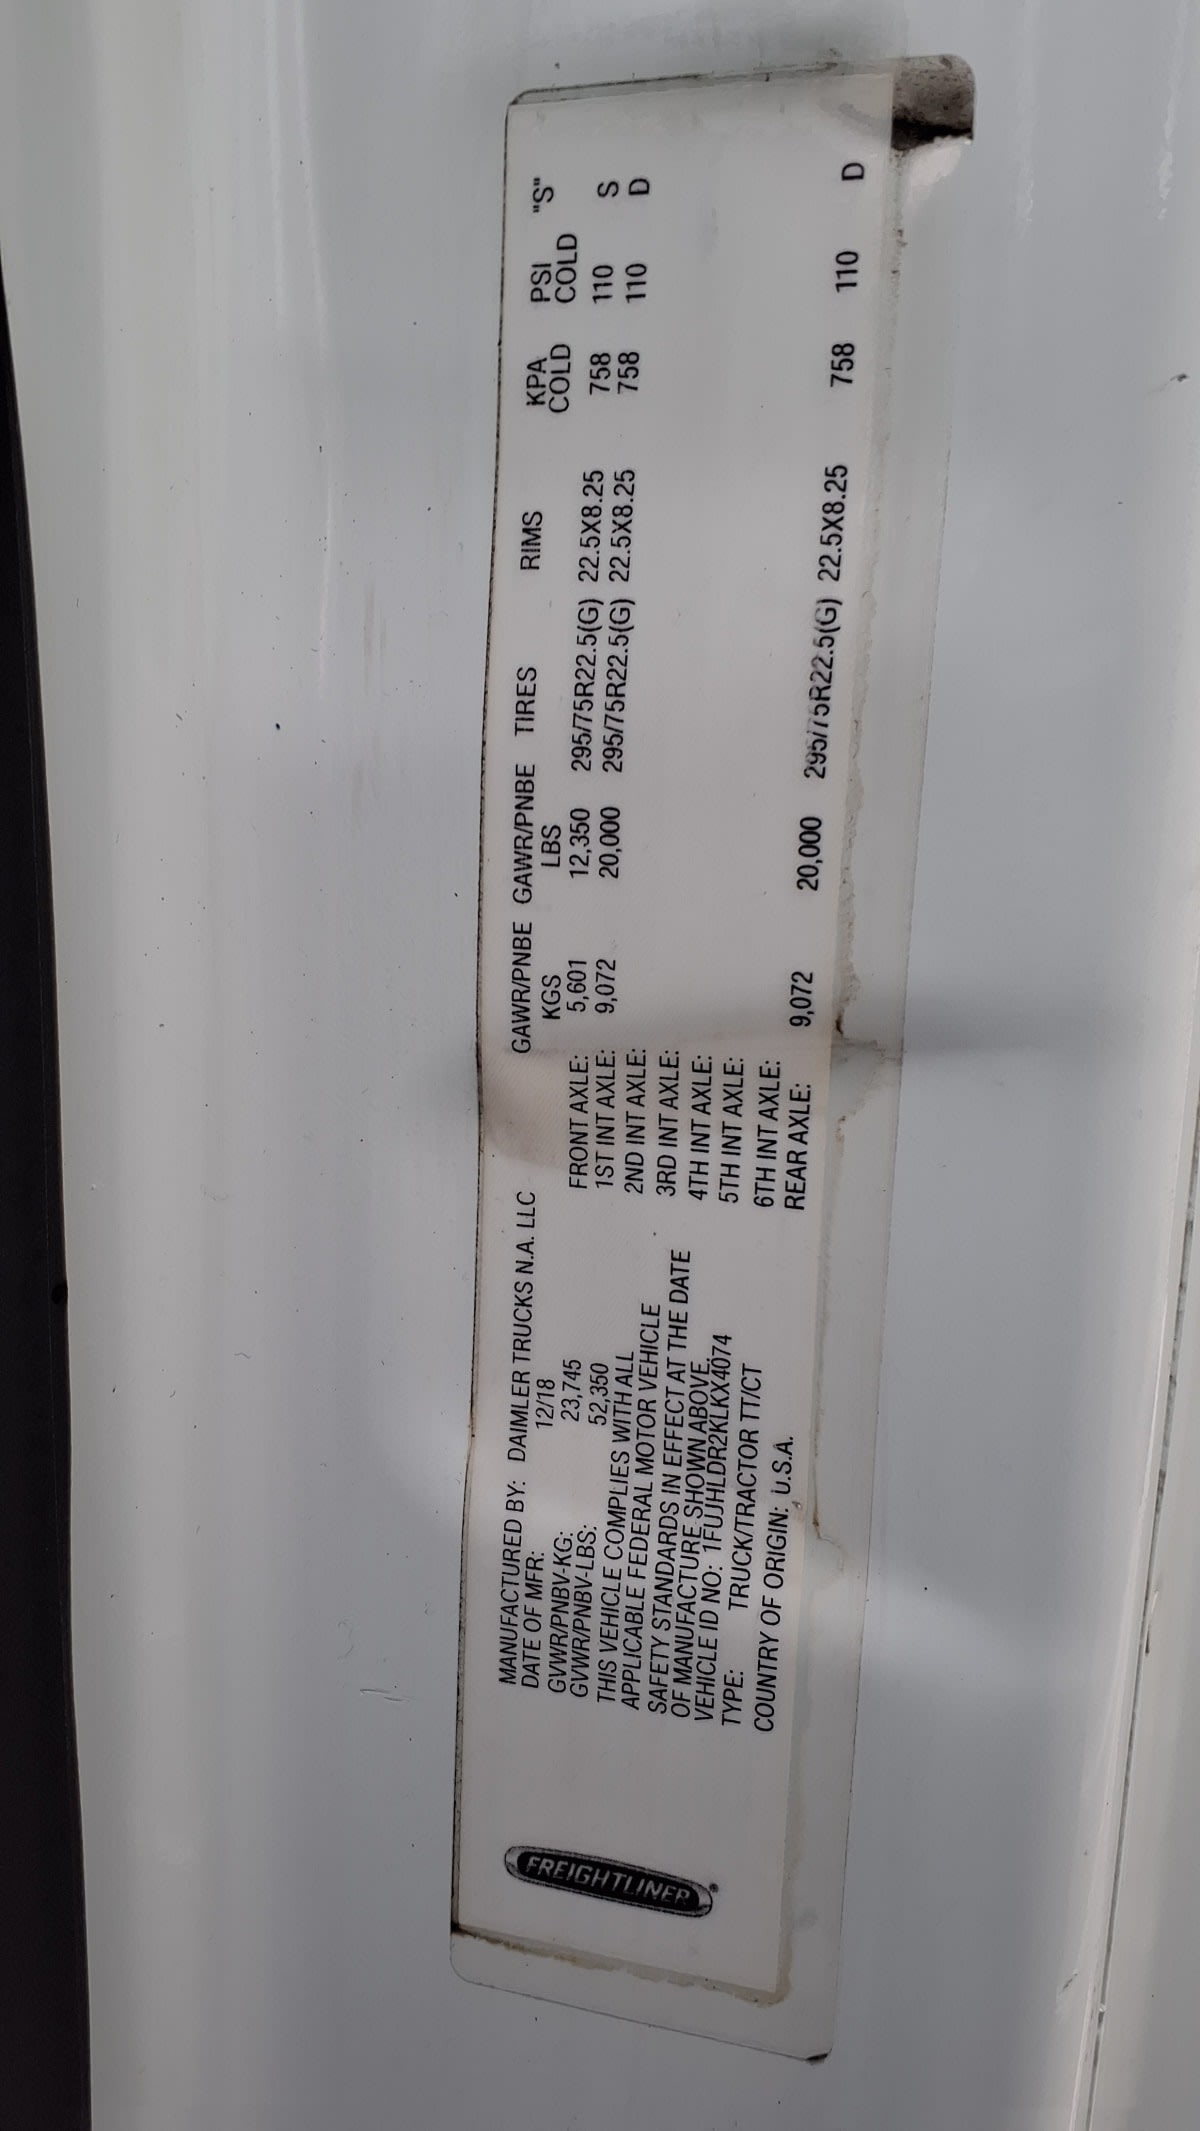 FREIGHTLINER
MANUFACTURED BY: DAIMLER TRUCKS N.A. LLC
DATE OF MFR: 12/18
GVWR/PNBV-KG: 23,745
GVWR/PNBV-LBS: 52,350
THIS VEHICLE COMPLIES WITH ALL
APPLICABLE FEDERAL MOTOR VEHICLE
SAFETY STANDARDS IN EFFECT AT THE DATE
OF MANUFACTURE SHOWN ABOVE.
VEHICLE ID NO: 1FUJHLDR2KLKX4074
TYPE: TRUCK/TRACTOR TT/CT
COUNTRY OF ORIGIN: U.S.A.
GAWR/PNBE GAWR/PNBE TIRES RIMS KPA PSI "S"
KGS LBS COLD COLD
FRONT AXLE: 5,601 12,350 295/75R22.5(G) 22.5X8.25 758 110 S
1ST INT AXLE: 9,072 20,000 295/75R22.5(G) 22.5X8.25 758 110 D
2ND INT AXLE:
3RD INT AXLE:
4TH INT AXLE:
5TH INT AXLE:
6TH INT AXLE:
REAR AXLE: 9,072 20,000 295/75R22.5(G) 22.5X8.25 758 110 D